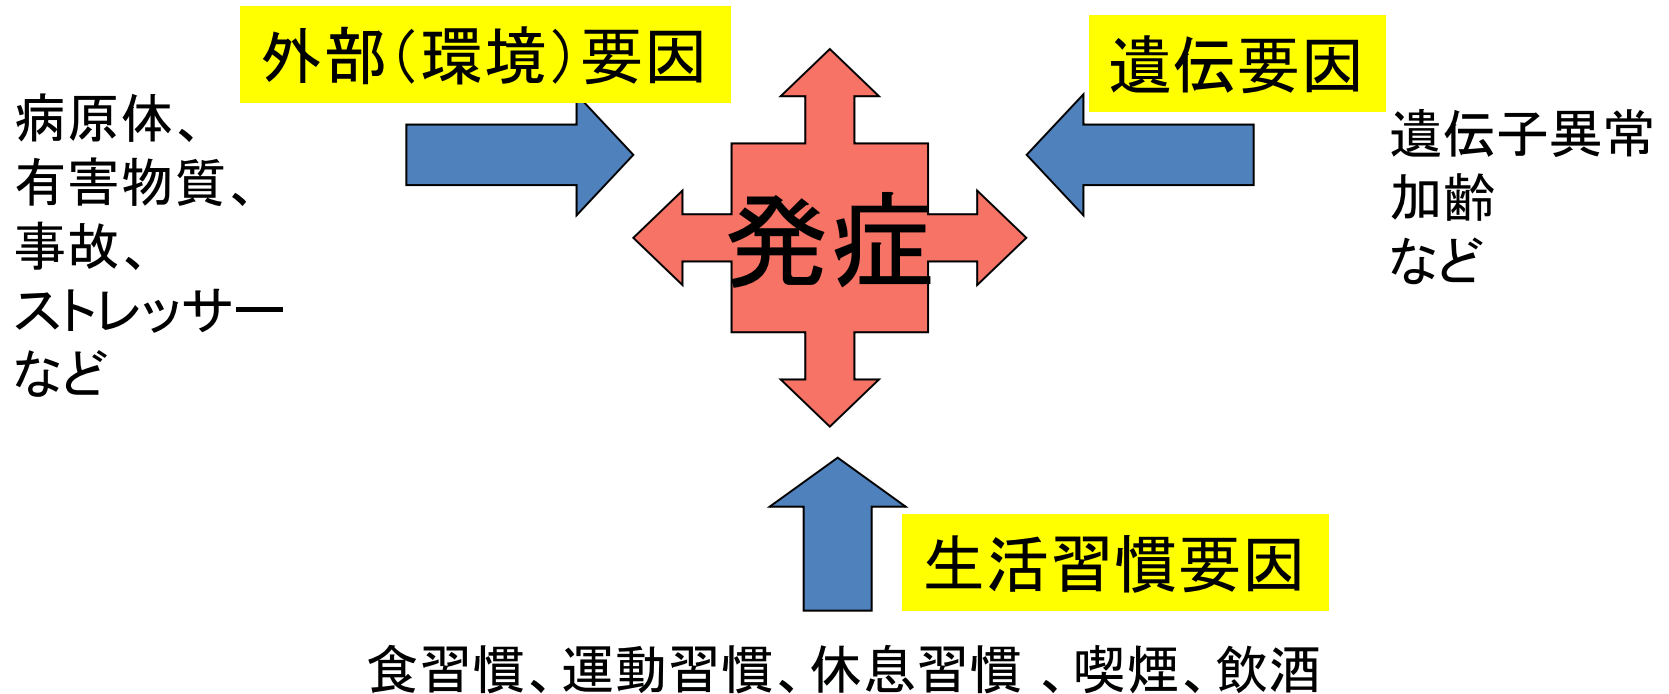 外部（環境）要因
病原体、
有害物質、
事故、
ストレッサー
など
発症
遺伝要因
遺伝子異常
加齢
など
生活習慣要因
食習慣、運動習慣、休息習慣 、喫煙、飲酒